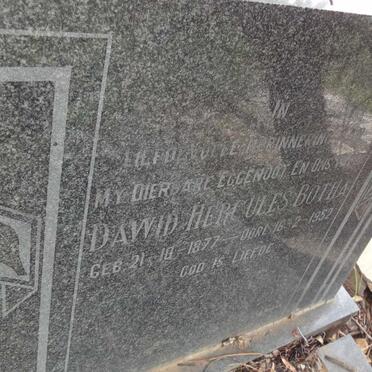 IN
LIEFDEVOLLE HERINNERING
MY DIERBARE EGGENOOT EN ONS
DAWID HERCULES BOTHA
GEB. 21-10-1877 - OORL 16-2-1952
GOD IS LIEFDE